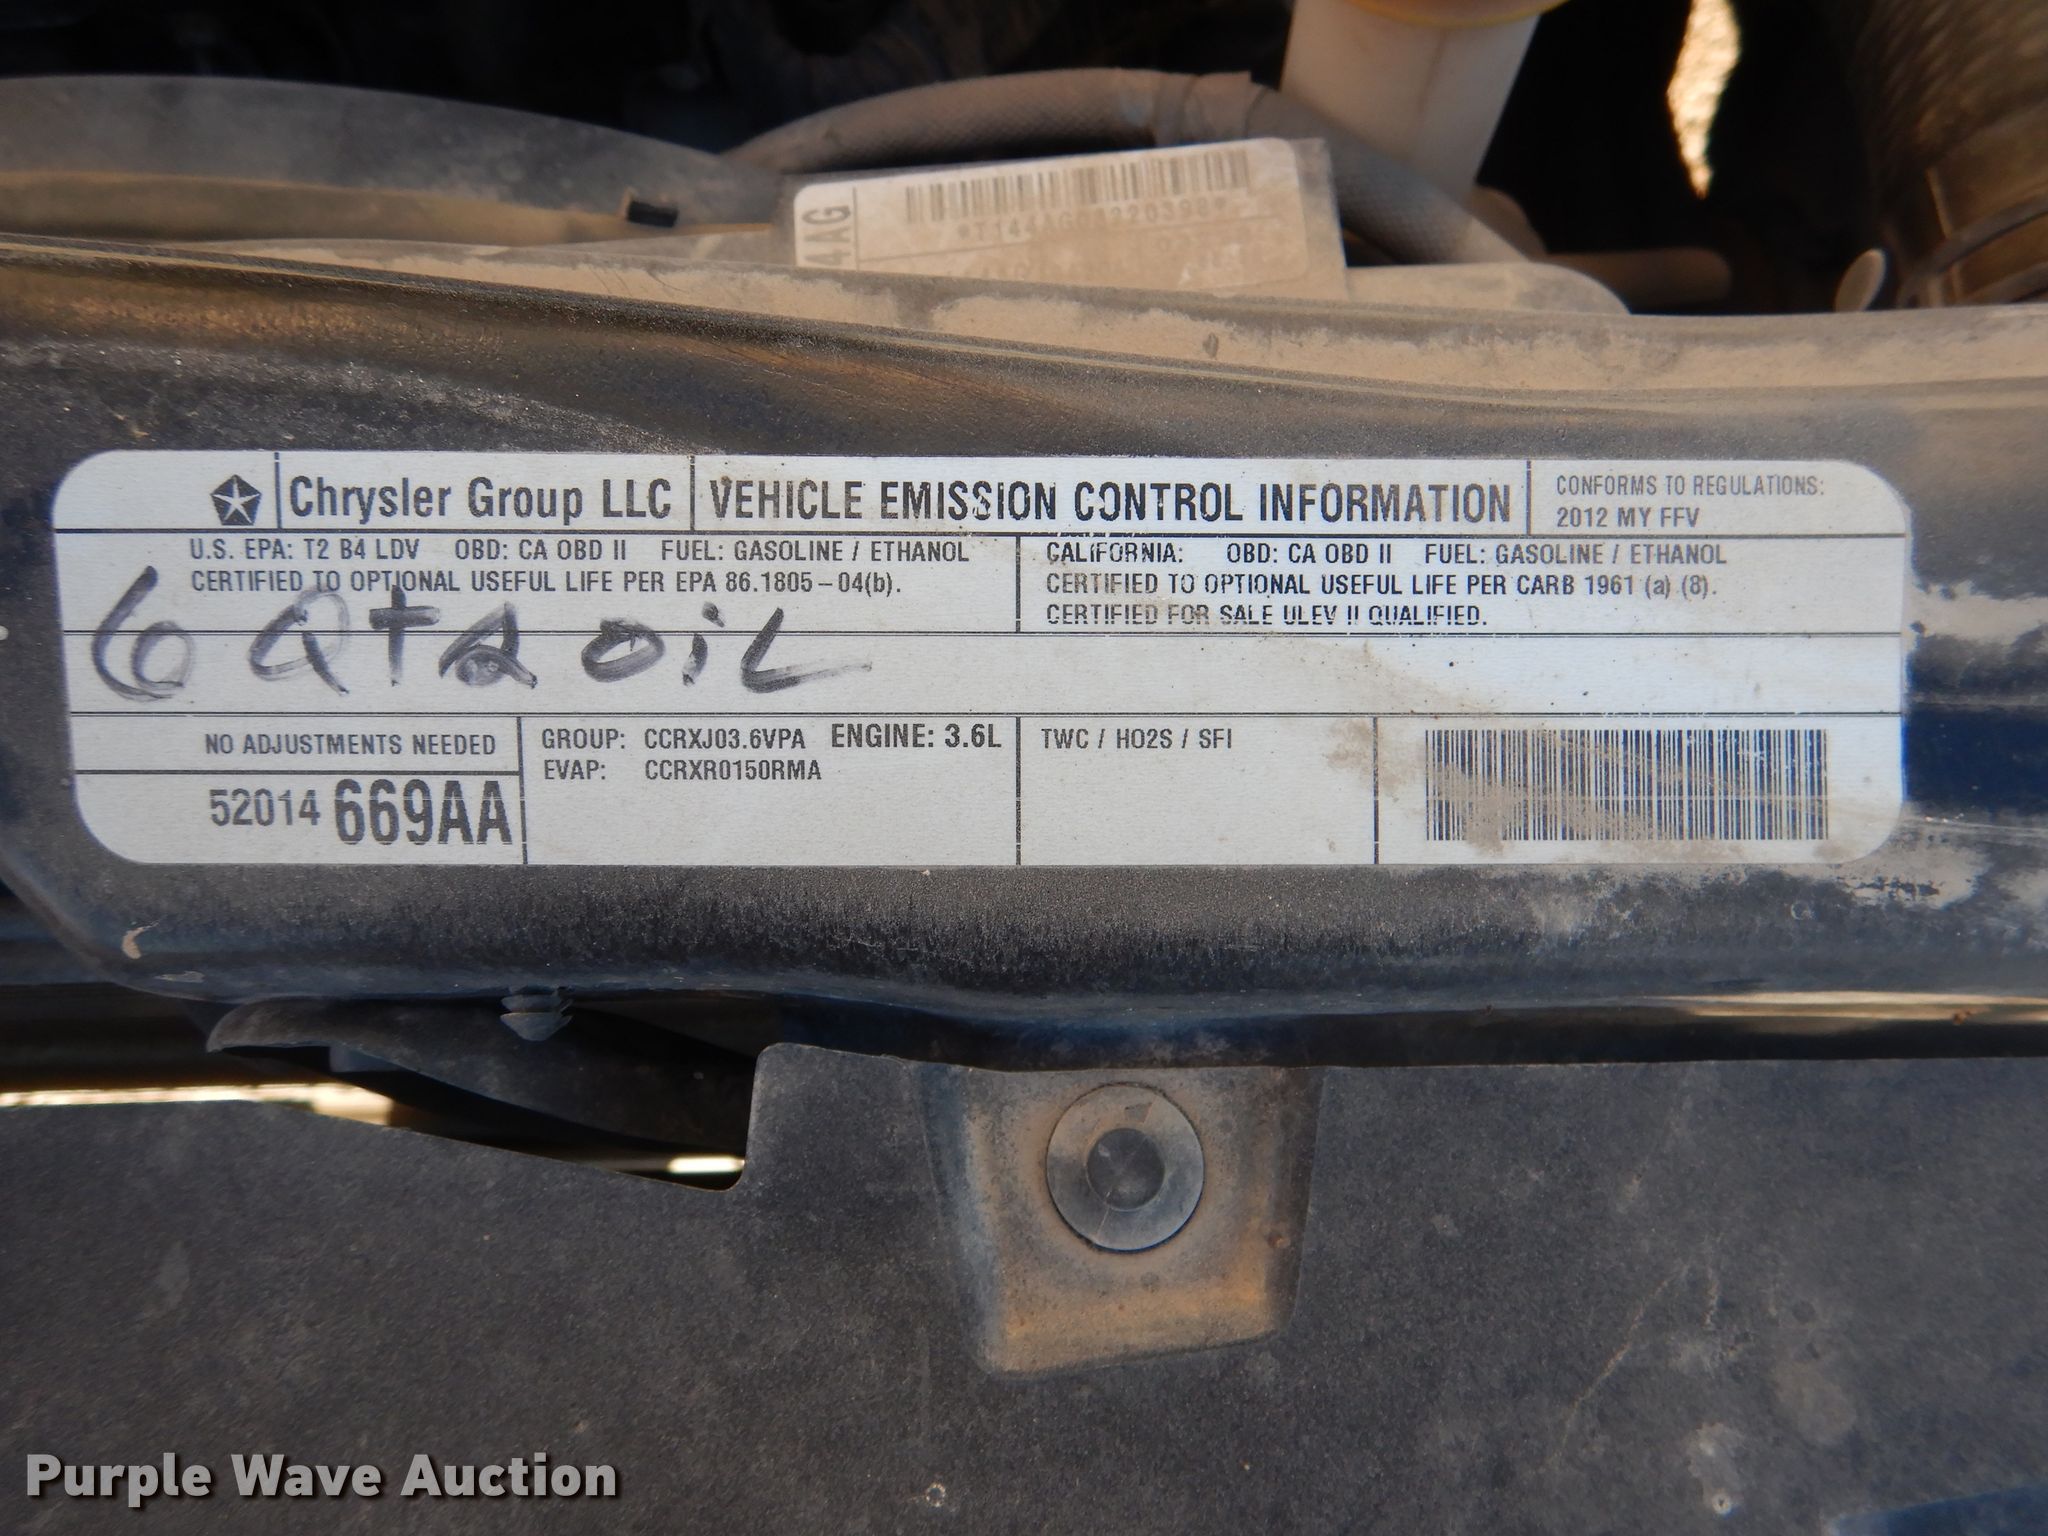 4AG
Chrysler Group LLC
VEHICLE EMISSION CONTROL INFORMATION
CONFORMS TO REGULATIONS:
2012 MY FFV
U.S. EPA: T2 B4 LDV OBD: CA OBD II FUEL: GASOLINE / ETHANOL
CERTIFIED TO OPTIONAL USEFUL LIFE PER EPA 86.1805-04(b).
CALIFORNIA: OBD: CA OBD II FUEL: GASOLINE / ETHANOL
CERTIFIED TO OPTIONAL USEFUL LIFE PER CARB 1961 (a) (8).
CERTIFIED FOR SALE ULEV II QUALIFIED.
6 QTS OIL
NO ADJUSTMENTS NEEDED
52014 669AA
GROUP: CCRXJ03.6VPA ENGINE: 3.6L
EVAP: CCRXR0150RMA
TWC / HO2S / SFI
Purple Wave Auction